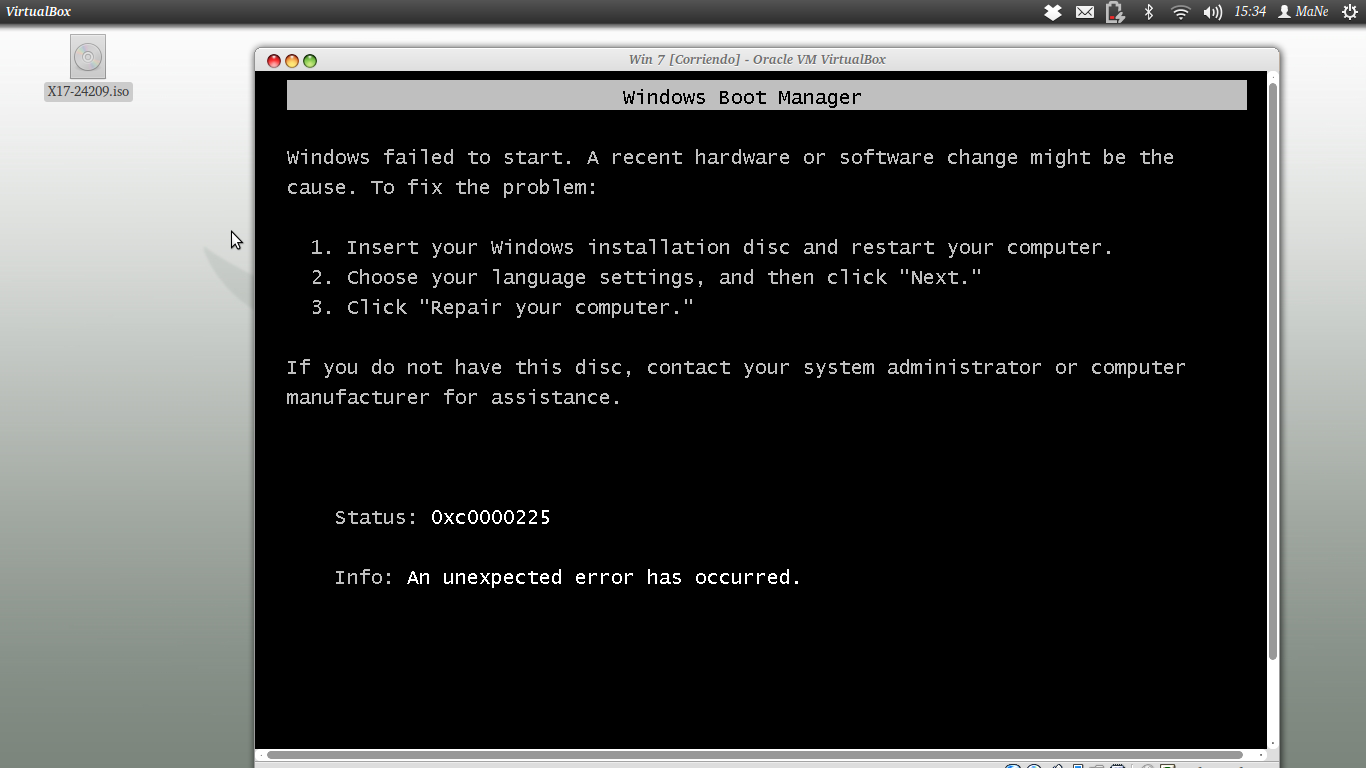 VirtualBox
15:34 MaNe
X17-24209.iso
Win 7 [Corriendo] - Oracle VM VirtualBox
Windows Boot Manager
Windows failed to start. A recent hardware or software change might be the
cause. To fix the problem:
1. Insert your Windows installation disc and restart your computer.
2. Choose your language settings, and then click "Next."
3. Click "Repair your computer."
If you do not have this disc, contact your system administrator or computer
manufacturer for assistance.
Status: 0xc0000225
Info: An unexpected error has occurred.